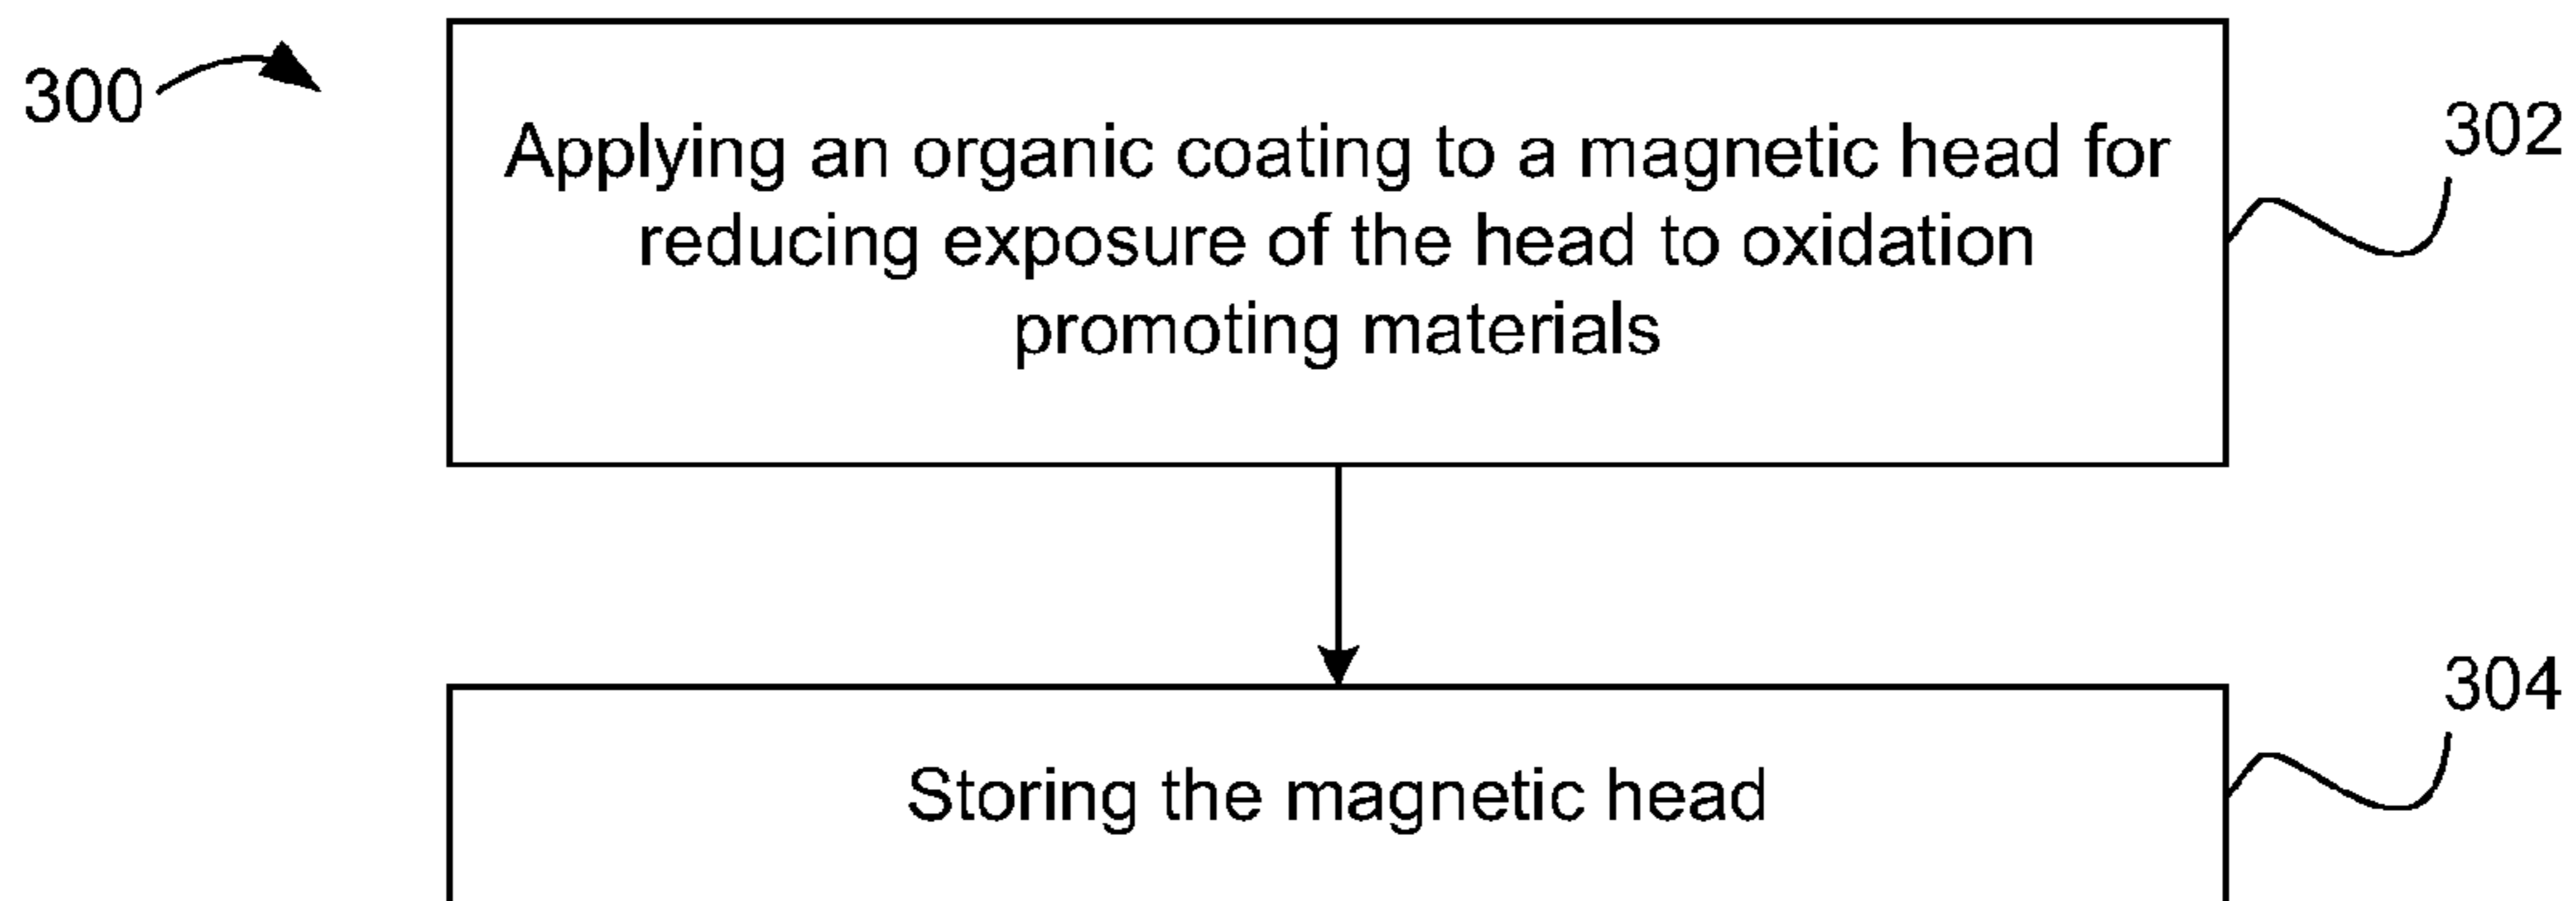 300
Applying an organic coating to a magnetic head for
reducing exposure of the head to oxidation
promoting materials
302
Storing the magnetic head
304